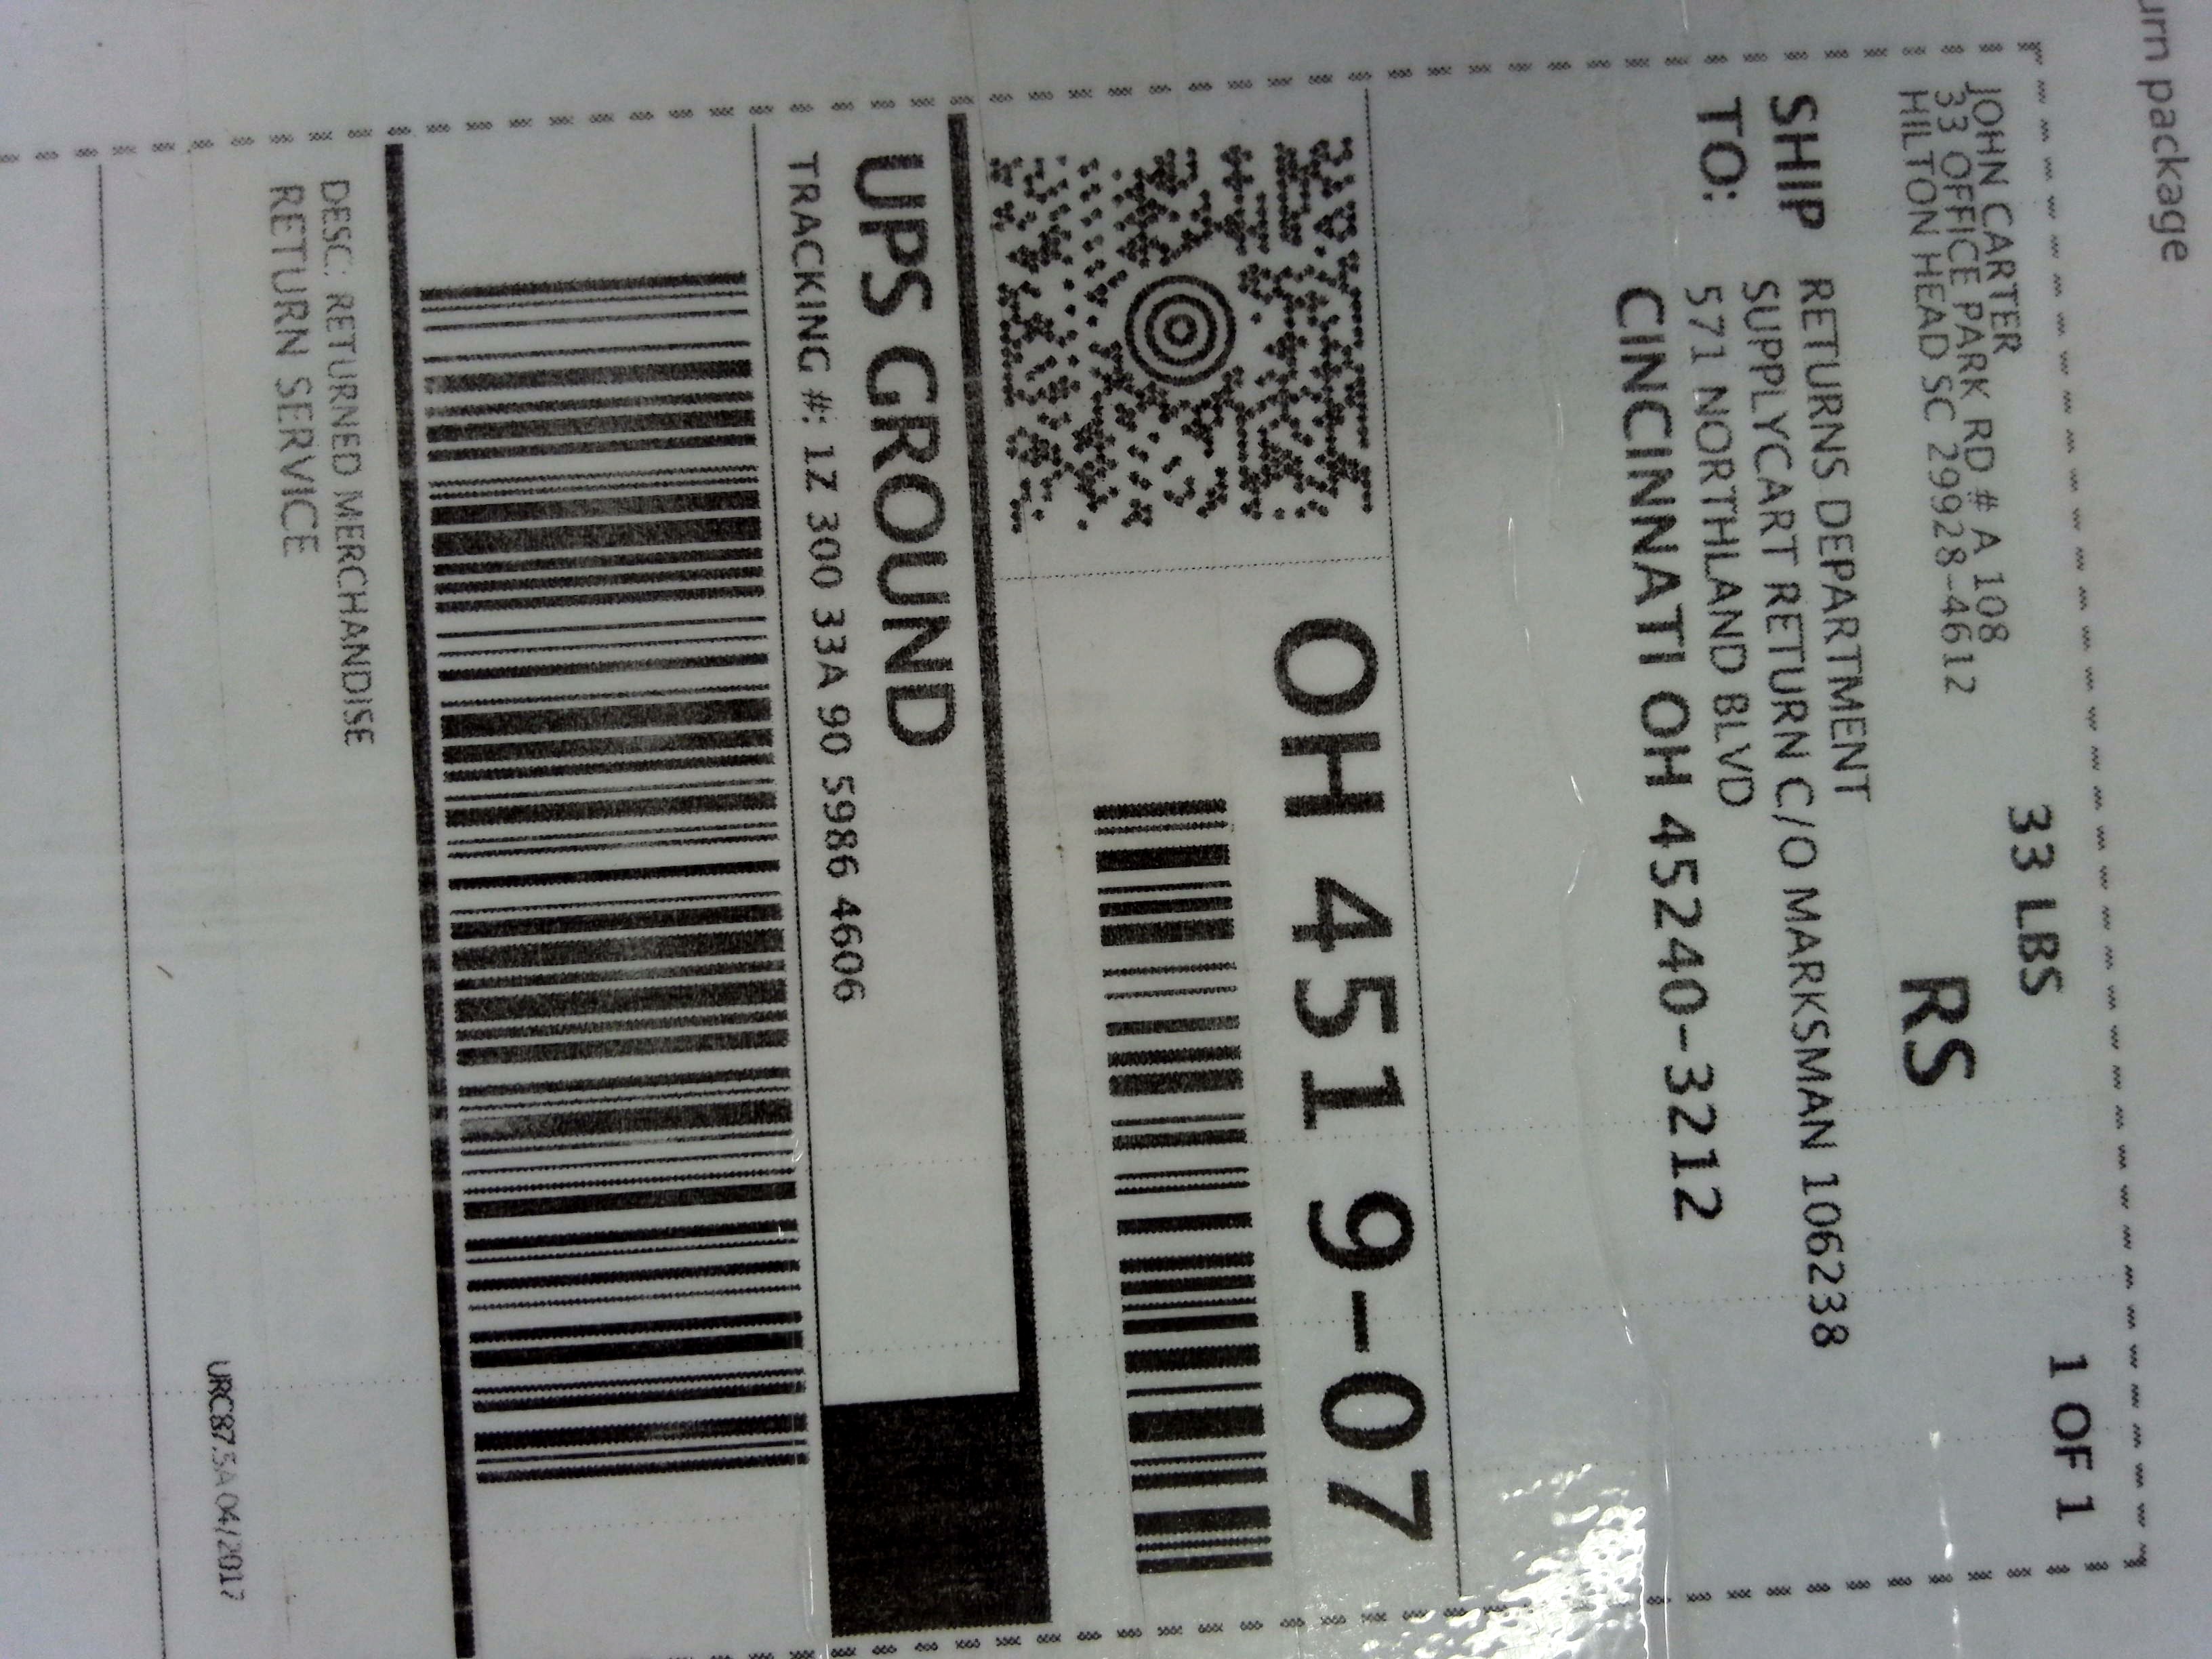 urn package
JOHN CARTER
33 OFFICE PARK RD # A 108
HILTON HEAD SC 29928-4612
33 LBS
1 OF 1
RS
SHIP
TO:
RETURNS DEPARTMENT
SUPPLYCART RETURN C/O MARKSMAN 106238
571 NORTHLAND BLVD
CINCINNATI OH 45240-3212
OH 451 9-07
UPS GROUND
TRACKING #: 1Z 300 33A 90 5986 4606
DESC: RETURNED MERCHANDISE
RETURN SERVICE
URC87.5A 04/2017